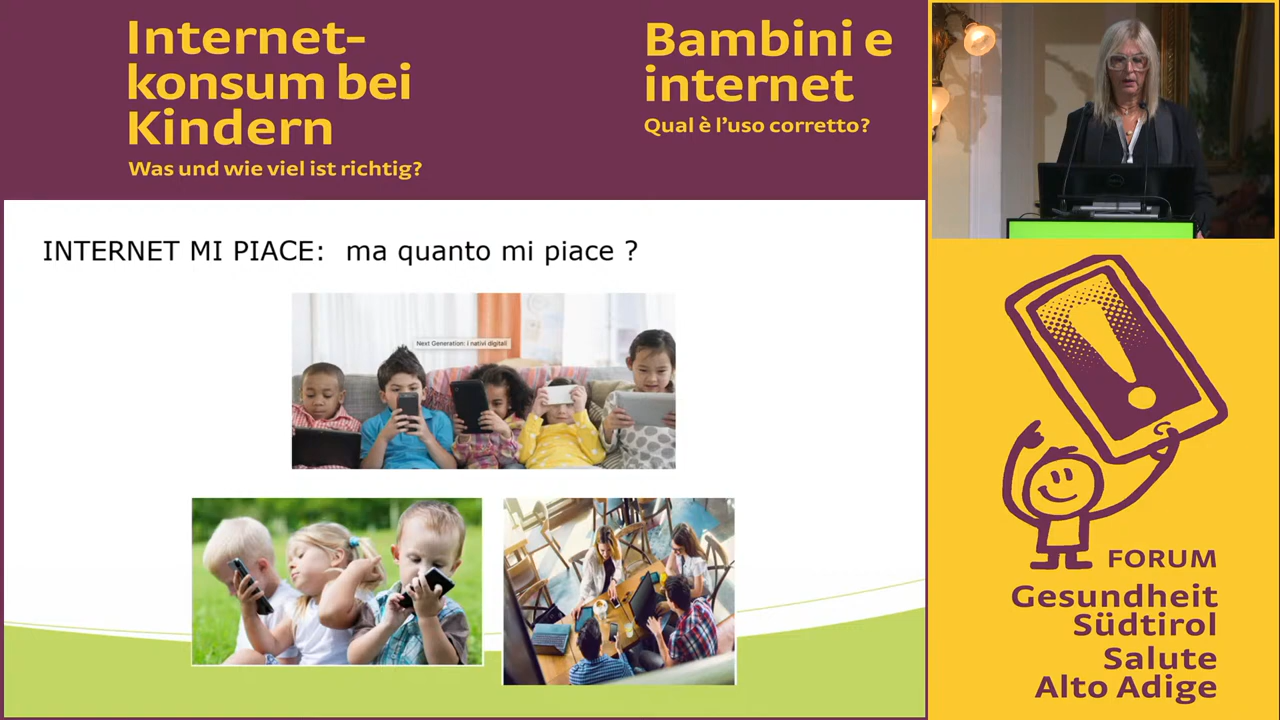 Internet-
konsum bei
Kindern
Was und wie viel ist richtig?
Bambini e
internet
Qual è l’uso corretto?
INTERNET MI PIACE:  ma quanto mi piace ?
Next Generation: i nativi digitali
FORUM
Gesundheit
Südtirol
Salute
Alto Adige